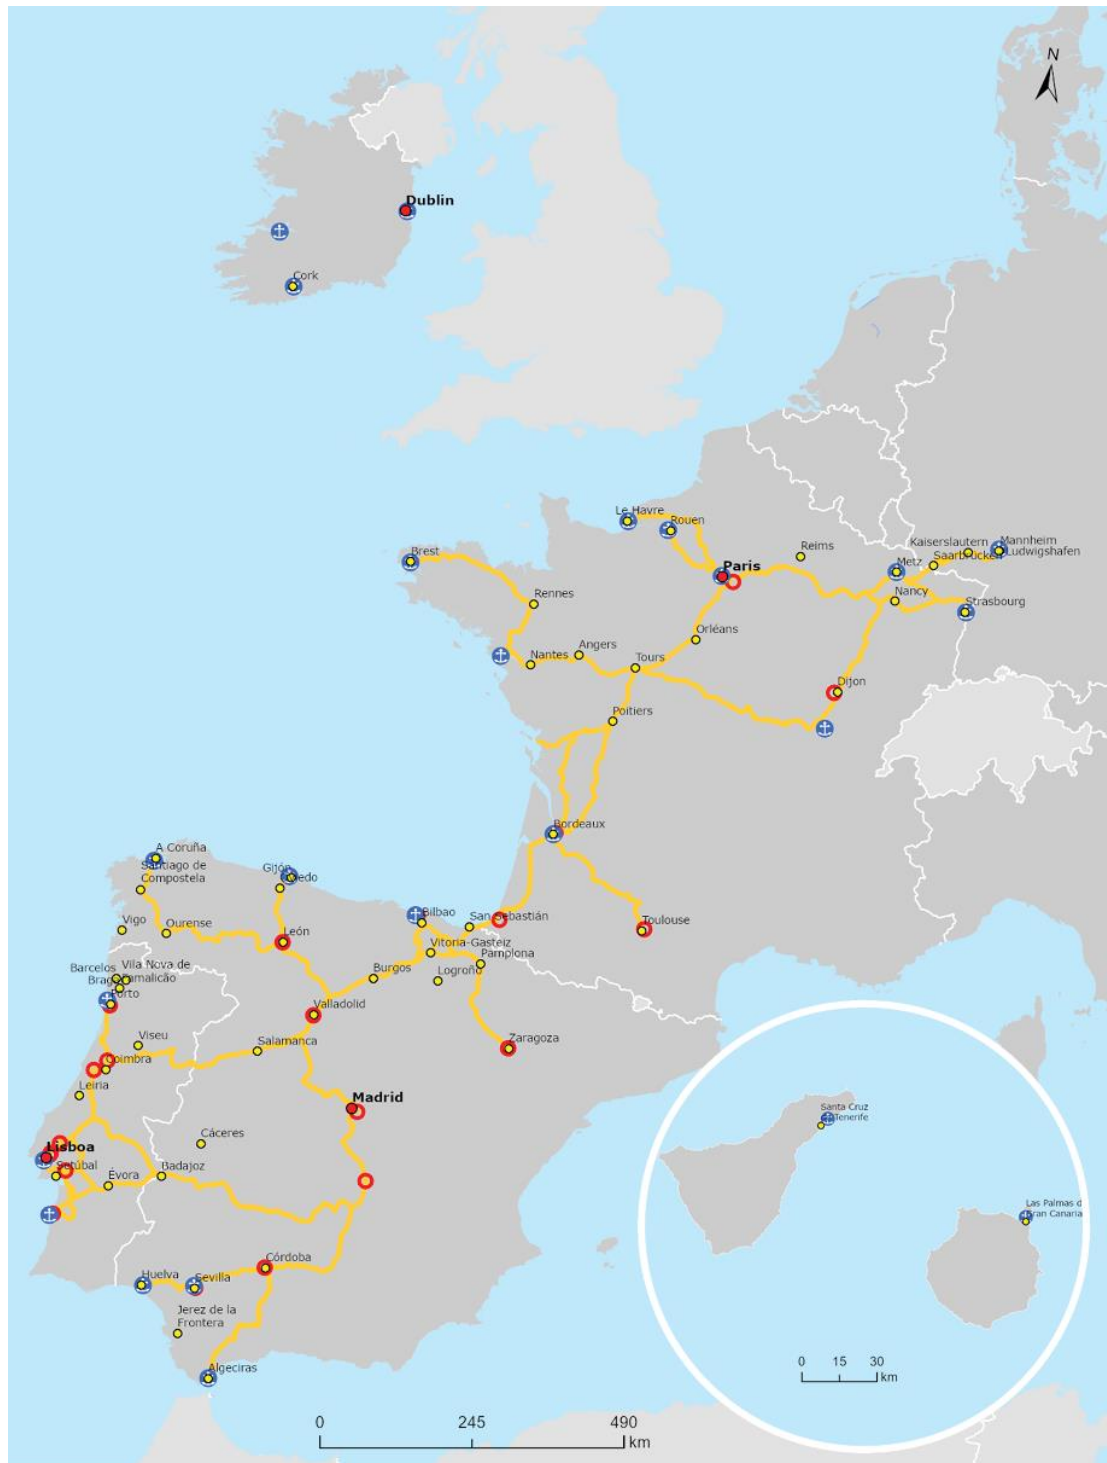 N
Dublin
Cork
Le Havre
Rouen
Brest
Paris
Reims
Kaiserslautern
Mannheim
Ludwigshafen
Saarbrücken
Metz
Nancy
Strasbourg
Rennes
Orléans
Angers
Nantes
Tours
Dijon
Poitiers
Bordeaux
Toulouse
A Coruña
Santiago de
Compostela
Gijón
Vigo
Ourense
León
Bilbao
San Sebastián
Vitoria-Gasteiz
Pamplona
Logroño
Burgos
Barcelos
Vila Nova de
Famalicão
Porto
Valladolid
Zaragoza
Viseu
Salamanca
Coimbra
Leiria
Madrid
Lisboa
Cáceres
Setúbal
Évora
Badajoz
Córdoba
Huelva
Sevilla
Jerez de la
Frontera
Algeciras
Santa Cruz
Tenerife
Las Palmas d
Gran Canaria
0 15 30
km
0 245 490
km